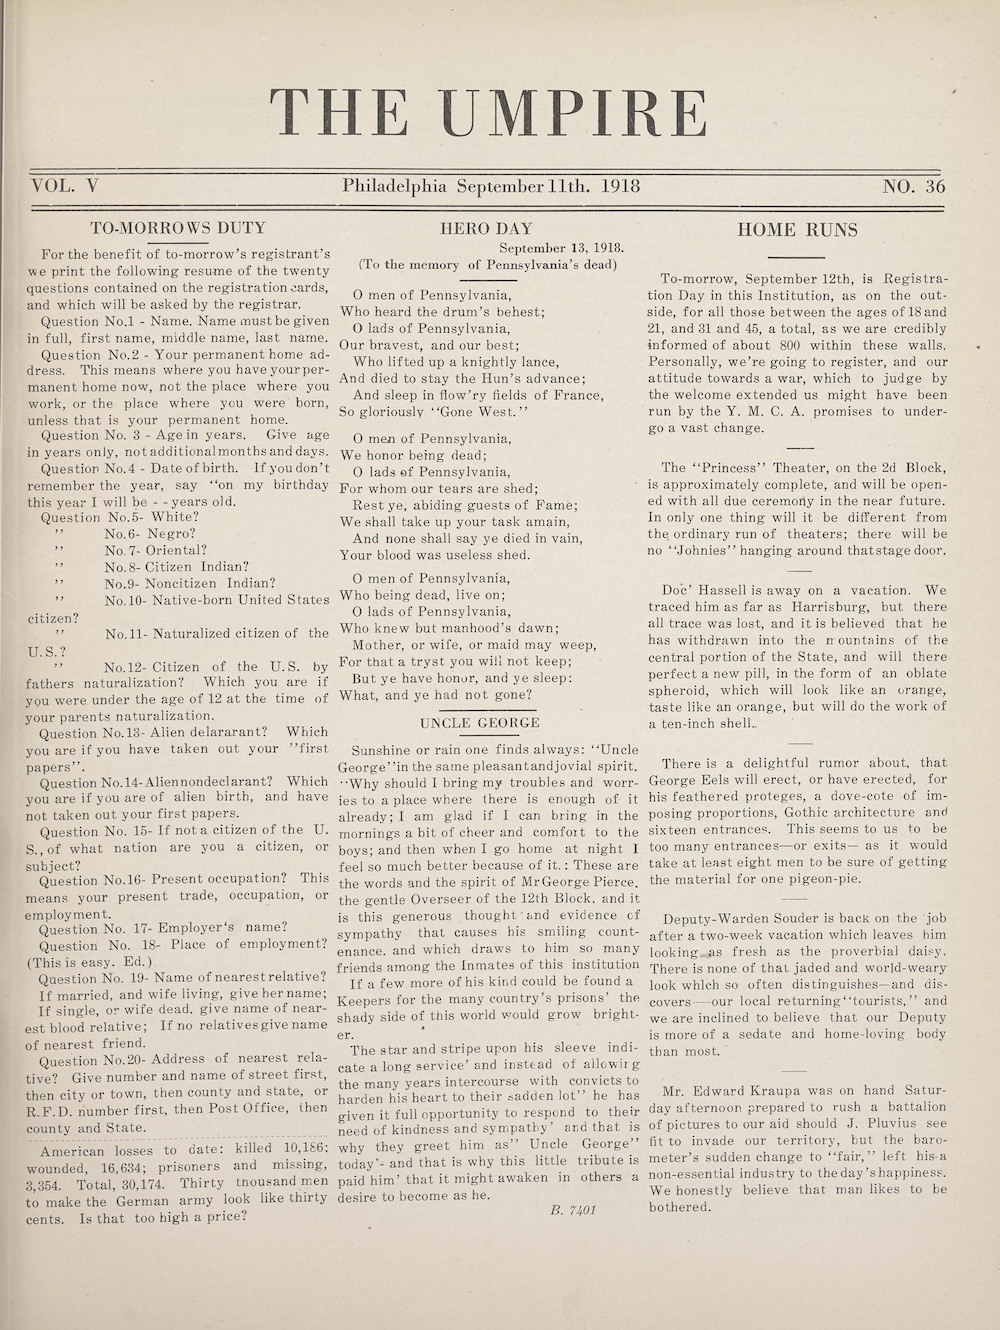 THE UMPIRE
VOL. V
Philadelphia September 11th. 1918
NO. 36
TO-MORROWS DUTY
For the benefit of to-morrow's registrant's
we print the following resume of the twenty
questions contained on the registration cards,
and which will be asked by the registrar.
Question No.1 - Name. Name must be given
in full, first name, middle name, last name.
Question No.2 - Your permanent home ad-
dress. This means where you have your per-
manent home now, not the place where you
work, or the place where you were born,
unless that is your permanent home.
Question No. 3 - Age in years. Give age
in years only, not additional months and days.
Question No.4 - Date of birth. If you don't
remember the year, say "on my birthday
this year I will be - - years old.
Question No.5- White?
,, No.6- Negro?
,, No.7- Oriental?
,, No.8- Citizen Indian?
,, No.9- Noncitizen Indian?
,, No.10- Native-born United States
citizen?
,, No.11- Naturalized citizen of the
U.S.?
,, No.12- Citizen of the U.S. by
fathers naturalization? Which you are if
you were under the age of 12 at the time of
your parents naturalization.
Question No.13- Alien delararant? Which
you are if you have taken out your "first
papers".
Question No.14-Alien nondeclarant? Which
you are if you are of alien birth, and have
not taken out your first papers.
Question No. 15- If not a citizen of the U.
S., of what nation are you a citizen, or
subject?
Question No.16- Present occupation? This
means your present trade, occupation, or
employment.
Question No. 17- Employer's name?
Question No. 18- Place of employment?
(This is easy. Ed.)
Question No. 19- Name of nearest relative?
If married, and wife living, give her name;
If single, or wife dead, give name of near-
est blood relative; If no relatives give name
of nearest friend.
Question No.20- Address of nearest rela-
tive? Give number and name of street first,
then city or town, then county and state, or
R.F.D. number first, then Post Office, then
county and State.
American losses to date: killed 10,186;
wounded, 16,634; prisoners and missing,
3,354. Total, 30,174. Thirty thousand men
to make the German army look like thirty
cents. Is that too high a price?
HERO DAY
September 13, 1918.
(To the memory of Pennsylvania's dead)
O men of Pennsylvania,
Who heard the drum's behest;
O lads of Pennsylvania,
Our bravest, and our best;
Who lifted up a knightly lance,
And died to stay the Hun's advance;
And sleep in flow'ry fields of France,
So gloriously "Gone West."
O men of Pennsylvania,
We honor being dead;
O lads of Pennsylvania,
For whom our tears are shed;
Rest ye, abiding guests of Fame;
We shall take up your task amain,
And none shall say ye died in vain,
Your blood was useless shed.
O men of Pennsylvania,
Who being dead, live on;
O lads of Pennsylvania,
Who knew but manhood's dawn;
Mother, or wife, or maid may weep,
For that a tryst you will not keep;
But ye have honor, and ye sleep:
What, and ye had not gone?
UNCLE GEORGE
Sunshine or rain one finds always: "Uncle
George" in the same pleasant and jovial spirit.
"Why should I bring my troubles and worr-
ies to a place where there is enough of it
already; I am glad if I can bring in the
mornings a bit of cheer and comfort to the
boys; and then when I go home at night I
feel so much better because of it.: These are
the words and the spirit of Mr George Pierce.
the gentle Overseer of the 12th Block. and it
is this generous thought and evidence of
sympathy that causes his smiling count-
enance. and which draws to him so many
friends among the Inmates of this institution
If a few more of his kind could be found a
Keepers for the many country's prisons' the
shady side of this world would grow bright-
er.
The star and stripe upon his sleeve indi-
cate a long service' and instead of allowirg
the many years intercourse with convicts to
harden his heart to their sadden lot" he has
given it full opportunity to respond to their
need of kindness and sympathy' and that is
why they greet him as" Uncle George"
today'- and that is why this little tribute is
paid him' that it might awaken in others a
desire to become as he.
B. 7401
HOME RUNS
To-morrow, September 12th, is Registra-
tion Day in this Institution, as on the out-
side, for all those between the ages of 18 and
21, and 31 and 45, a total, as we are credibly
informed of about 800 within these walls.
Personally, we're going to register, and our
attitude towards a war, which to judge by
the welcome extended us might have been
run by the Y. M. C. A. promises to under-
go a vast change.
The "Princess" Theater, on the 2d Block,
is approximately complete, and will be open-
ed with all due ceremony in the near future.
In only one thing will it be different from
the ordinary run of theaters; there will be
no "Johnies" hanging around that stage door.
Doc' Hassell is away on a vacation. We
traced him as far as Harrisburg, but there
all trace was lost, and it is believed that he
has withdrawn into the mountains of the
central portion of the State, and will there
perfect a new pill, in the form of an oblate
spheroid, which will look like an orange,
taste like an orange, but will do the work of
a ten-inch shell.
There is a delightful rumor about, that
George Eels will erect, or have erected, for
his feathered proteges, a dove-cote of im-
posing proportions, Gothic architecture and
sixteen entrances. This seems to us to be
too many entrances—or exits— as it would
take at least eight men to be sure of getting
the material for one pigeon-pie.
Deputy-Warden Souder is back on the job
after a two-week vacation which leaves him
looking as fresh as the proverbial daisy.
There is none of that jaded and world-weary
look which so often distinguishes—and dis-
covers—our local returning "tourists," and
we are inclined to believe that our Deputy
is more of a sedate and home-loving body
than most.
Mr. Edward Kraupa was on hand Satur-
day afternoon prepared to rush a battalion
of pictures to our aid should J. Pluvius see
fit to invade our territory, but the baro-
meter's sudden change to "fair," left his a
non-essential industry to the day's happiness.
We honestly believe that man likes to be
bothered.